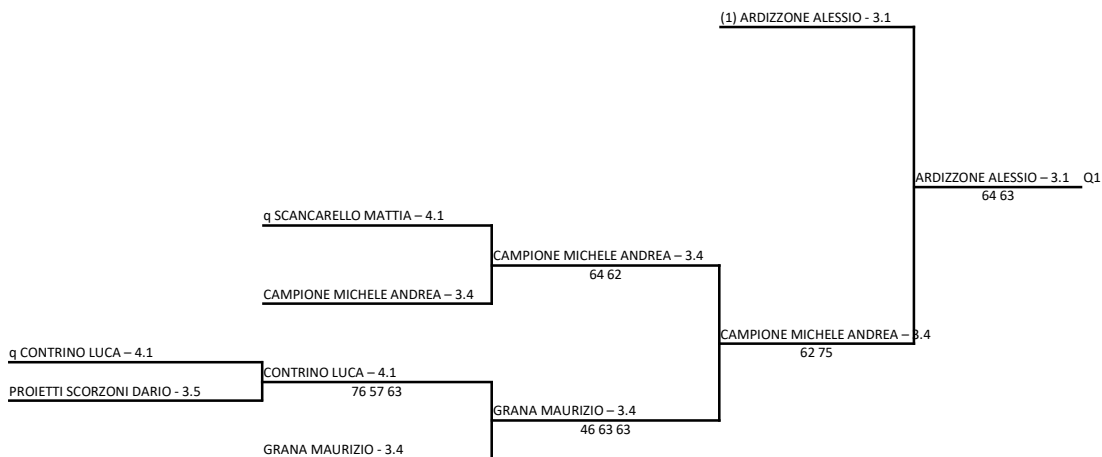 (1) ARDIZZONE ALESSIO - 3.1
ARDIZZONE ALESSIO – 3.1 Q1
64 63
q SCANCARELLO MATTIA – 4.1
CAMPIONE MICHELE ANDREA – 3.4
64 62
CAMPIONE MICHELE ANDREA – 3.4
CAMPIONE MICHELE ANDREA – 3.4
62 75
q CONTRINO LUCA – 4.1
CONTRINO LUCA – 4.1
76 57 63
PROIETTI SCORZONI DARIO - 3.5
GRANA MAURIZIO – 3.4
46 63 63
GRANA MAURIZIO - 3.4